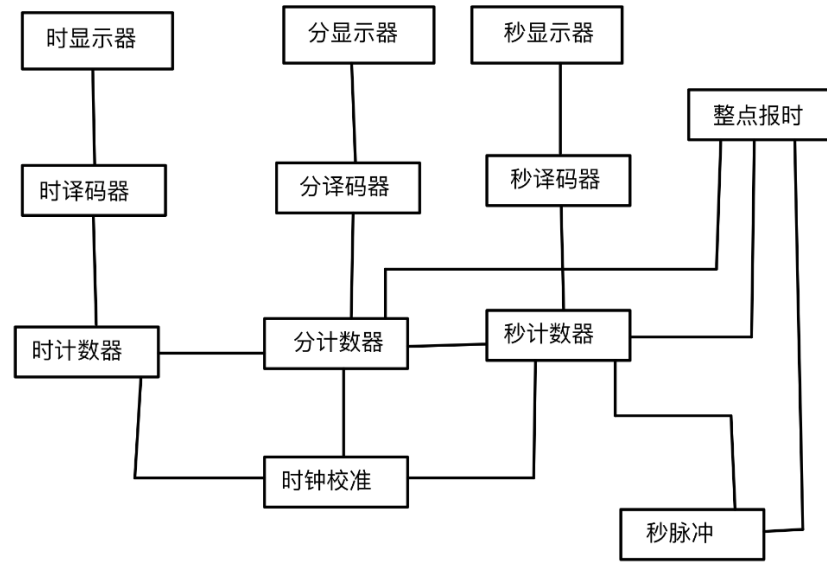 时显示器
分显示器
秒显示器
整点报时
时译码器
分译码器
秒译码器
时计数器
分计数器
秒计数器
时钟校准
秒脉冲